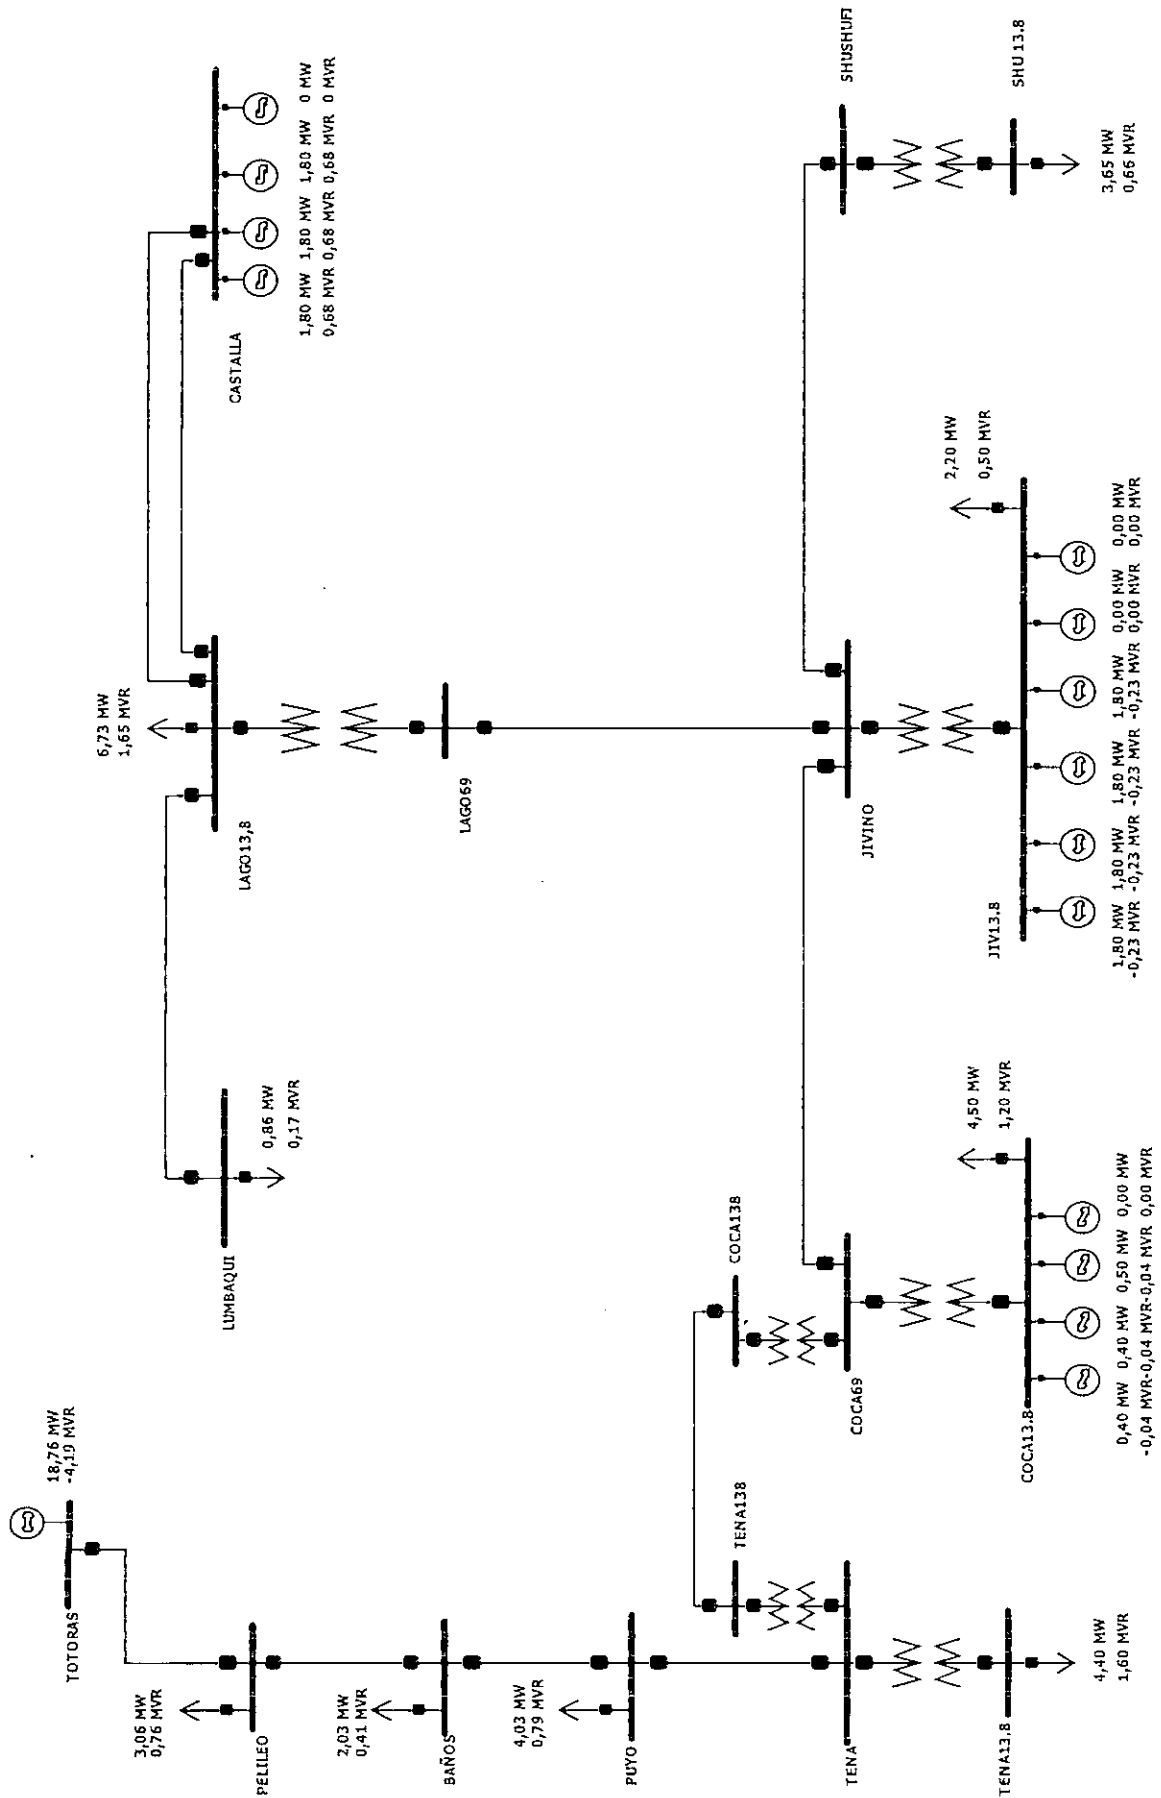 TOTORAS
18,76 MW
-4,19 MVR
3,06 MW
0,76 MVR
PELILEO
2,03 MW
0,41 MVR
BAÑOS
4,03 MW
0,79 MVR
PUYO
TENA
TENA138
TENA13.8
4,40 MW
1,60 MVR
COCA138
COCA69
COCA13.8
4,50 MW
1,20 MVR
0,40 MW 0,40 MW 0,50 MW 0,00 MW
-0,04 MVR-0,04 MVR-0,04 MVR 0,00 MVR
LUMBAQUI
0,86 MW
0,17 MVR
6,73 MW
1,65 MVR
LAGO13,8
LAGO69
JIVINO
JIV13.8
2,20 MW
0,50 MVR
1,80 MW 1,80 MW 1,80 MW 1,80 MW 0,00 MW 0,00 MW
-0,23 MVR -0,23 MVR -0,23 MVR -0,23 MVR 0,00 MVR 0,00 MVR
CASTALLA
1,80 MW 1,80 MW 1,80 MW 0 MW
0,68 MVR 0,68 MVR 0,68 MVR 0 MVR
SHUSHUFI
SHU 13.8
3,65 MW
0,66 MVR